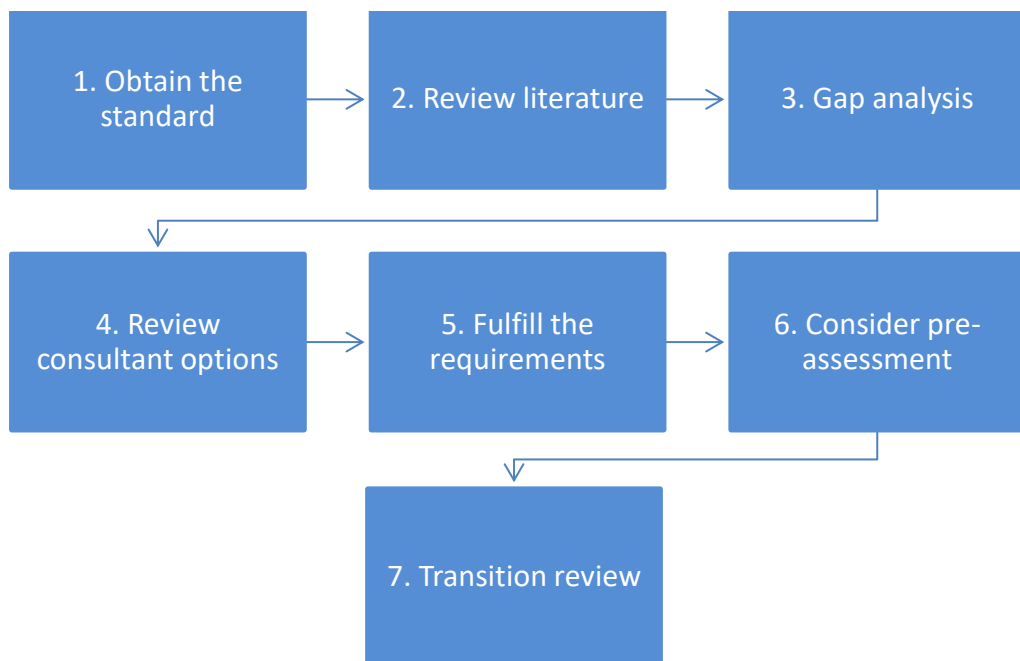 1. Obtain the
standard
2. Review literature
3. Gap analysis
4. Review
consultant options
5. Fulfill the
requirements
6. Consider pre-
assessment
7. Transition review